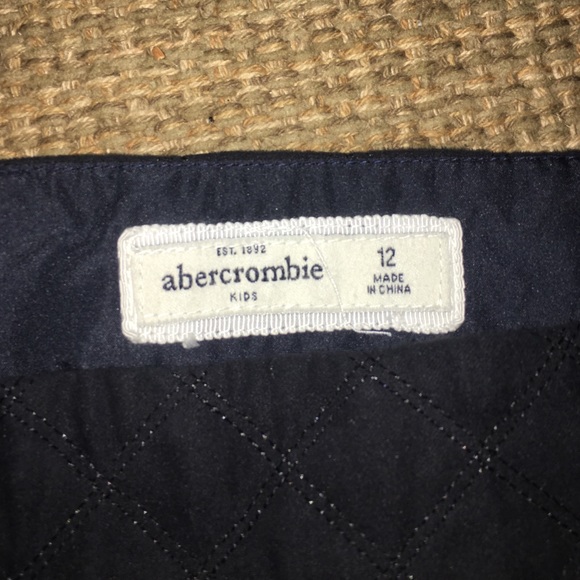 EST. 1892
abercrombie
KIDS
12
MADE
IN CHINA